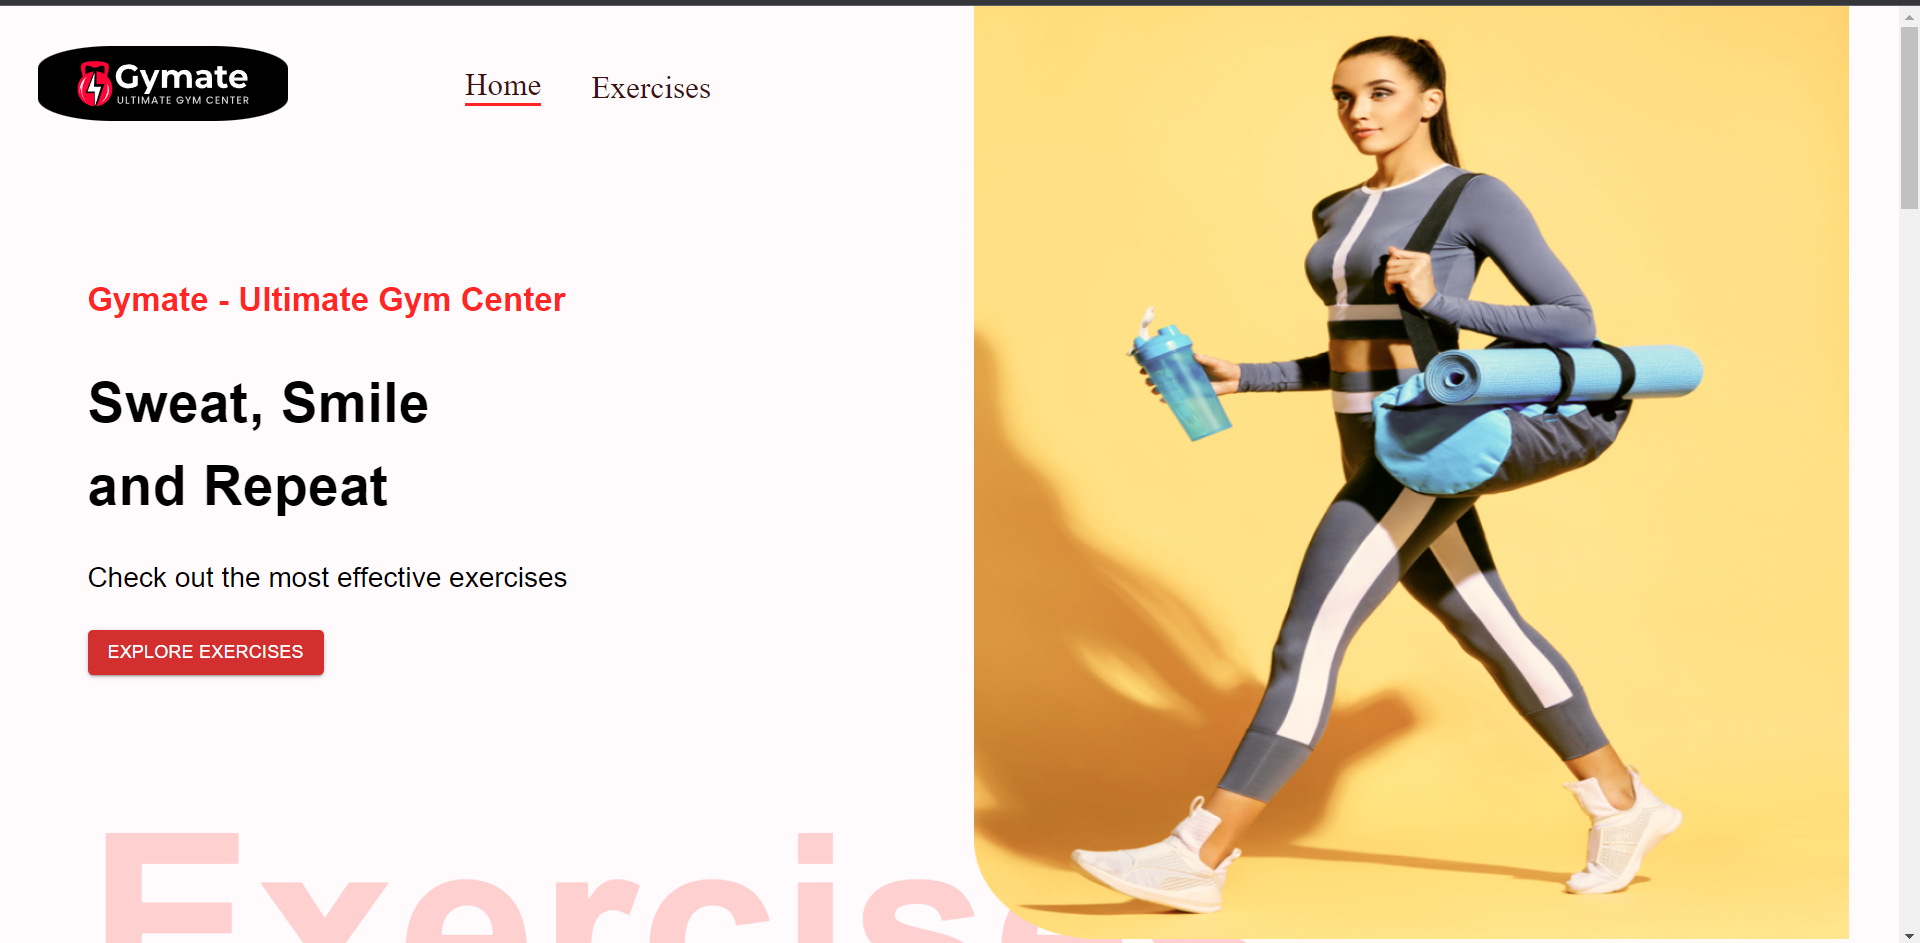 Gymate
ULTIMATE GYM CENTER
Home
Exercises
Gymate - Ultimate Gym Center
Sweat, Smile
and Repeat
Check out the most effective exercises
EXPLORE EXERCISES
Exercises